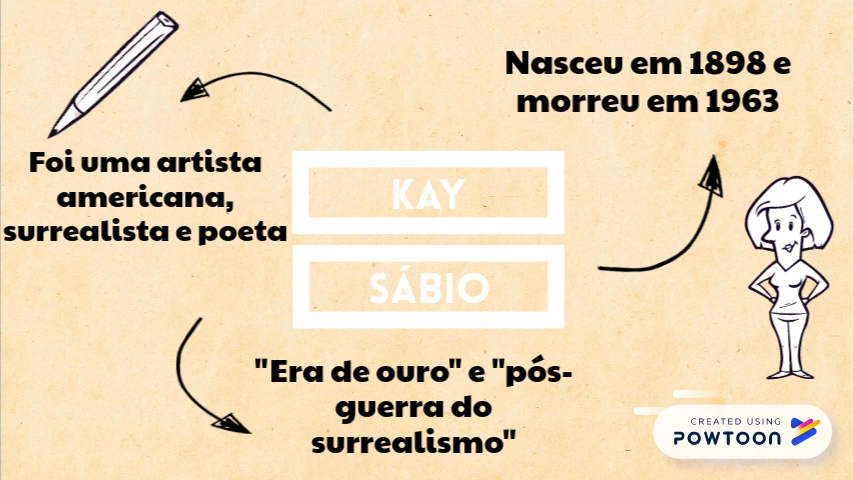 Nasceu em 1898 e
morreu em 1963
Foi uma artista
americana,
surrealista e poeta
KAY
SÁBIO
"Era de ouro" e "pós-
guerra do
surrealismo"
CREATED USING
POWTOON